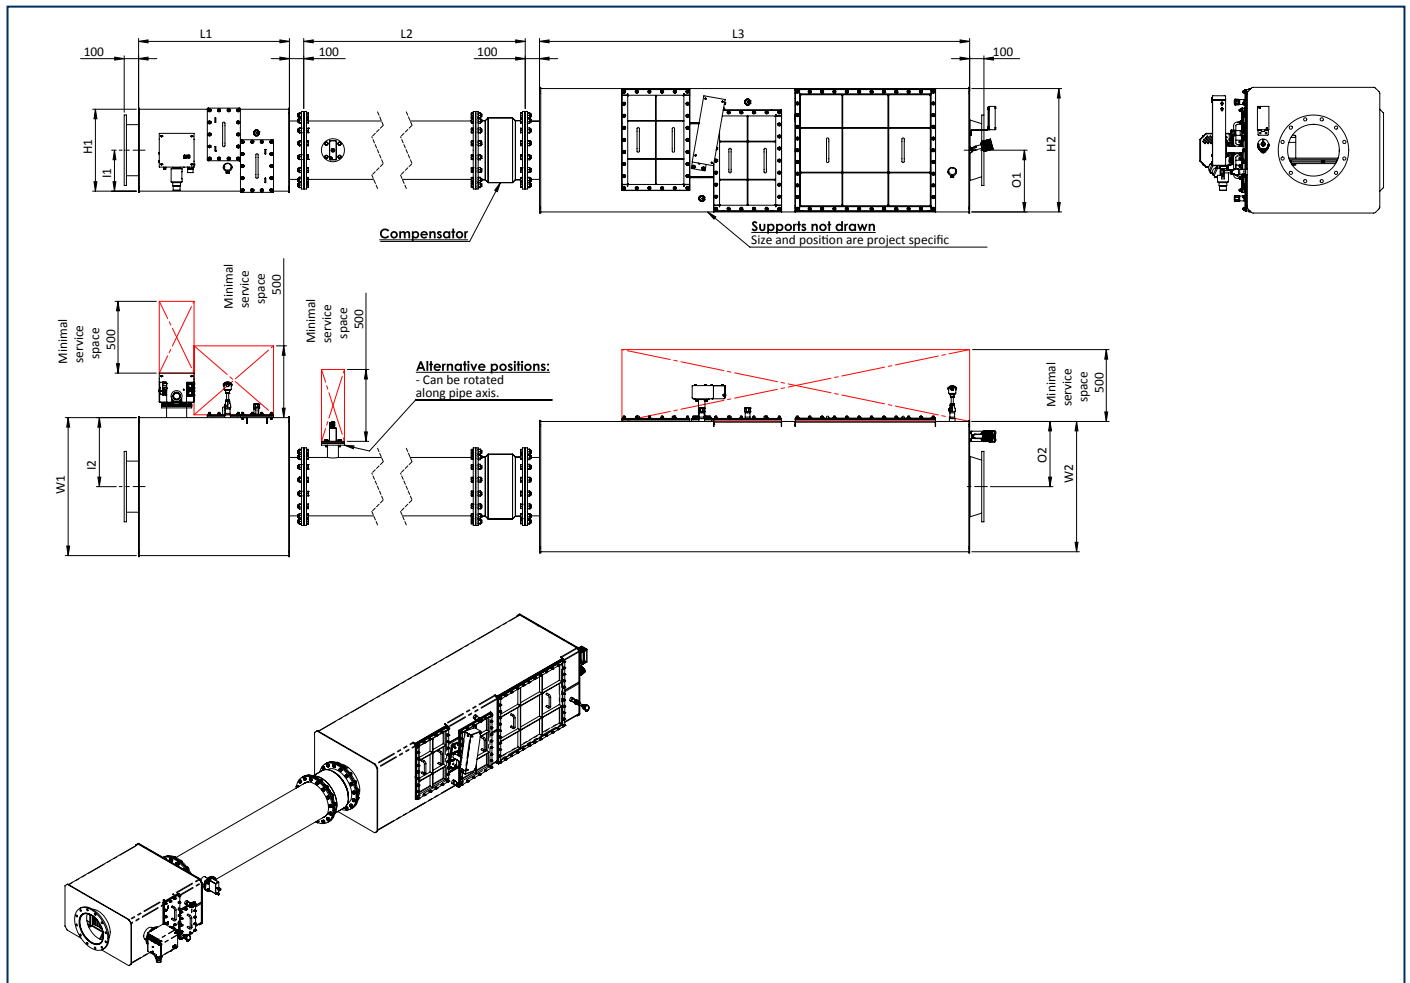 L1
L2
L3
100
100
100
100
H1
I1
H2
O1
Compensator
Supports not drawn
Size and position are project specific
Minimal
service
space
500
Minimal
service
space
500
Minimal
service
space
500
Alternative positions:
- Can be rotated
along pipe axis.
Minimal
service
space
500
W1
I2
O2
W2